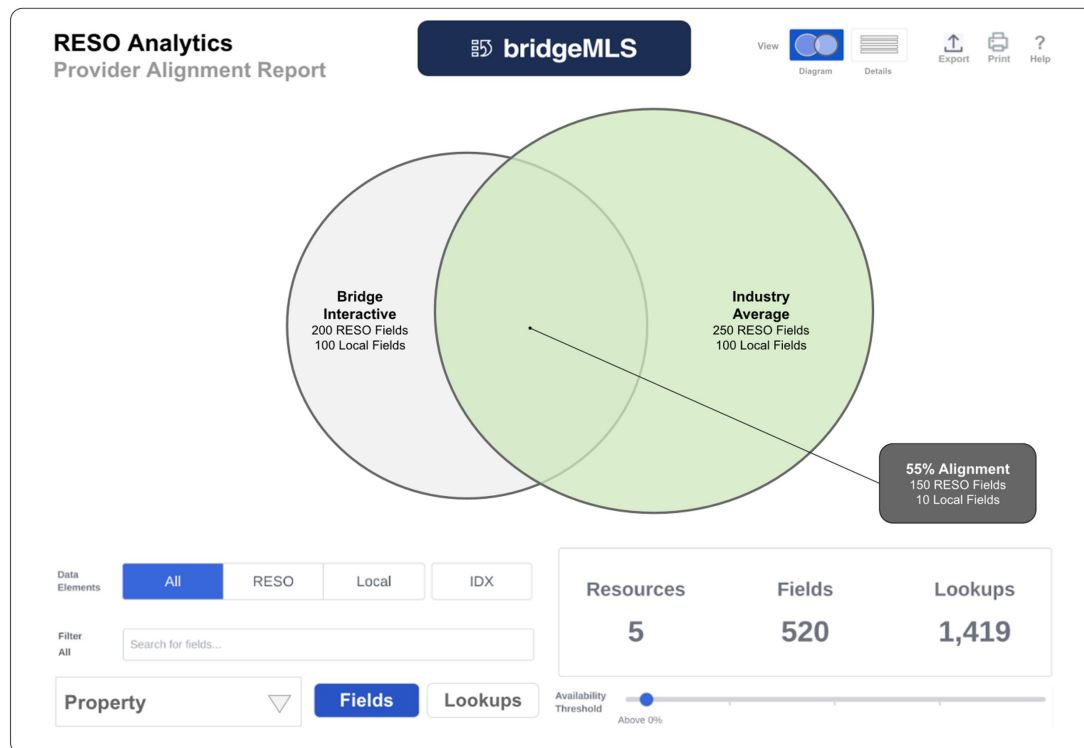 RESO Analytics
Provider Alignment Report
bridgeMLS
View
Diagram
Details
Export
Print
?
Help
Bridge
Interactive
200 RESO Fields
100 Local Fields
Industry
Average
250 RESO Fields
100 Local Fields
55% Alignment
150 RESO Fields
10 Local Fields
Data
Elements
All
RESO
Local
IDX
Filter
All
Search for fields...
Property
Fields
Lookups
Resources
5
Fields
520
Lookups
1,419
Availability
Threshold
Above 0%